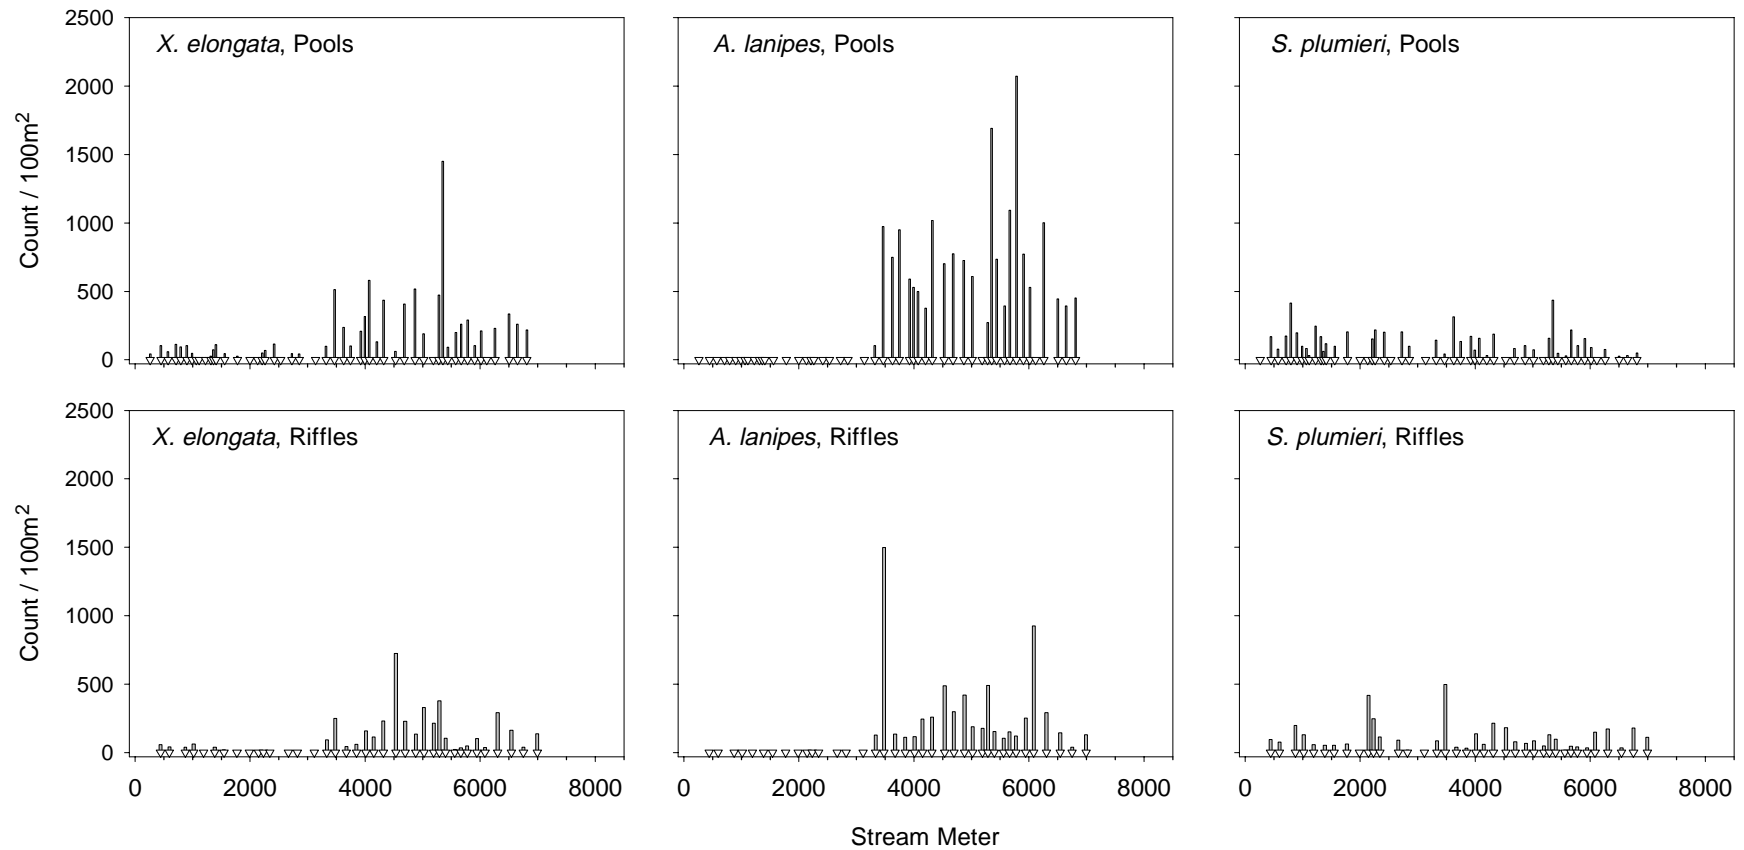 X. elongata, Pools
A. lanipes, Pools
S. plumieri, Pools
2500
2000
1500
1000
500
0
Count / 100m²
X. elongata, Riffles
A. lanipes, Riffles
S. plumieri, Riffles
2500
2000
1500
1000
500
0
Count / 100m²
0 2000 4000 6000 8000
0 2000 4000 6000 8000
0 2000 4000 6000 8000
Stream Meter